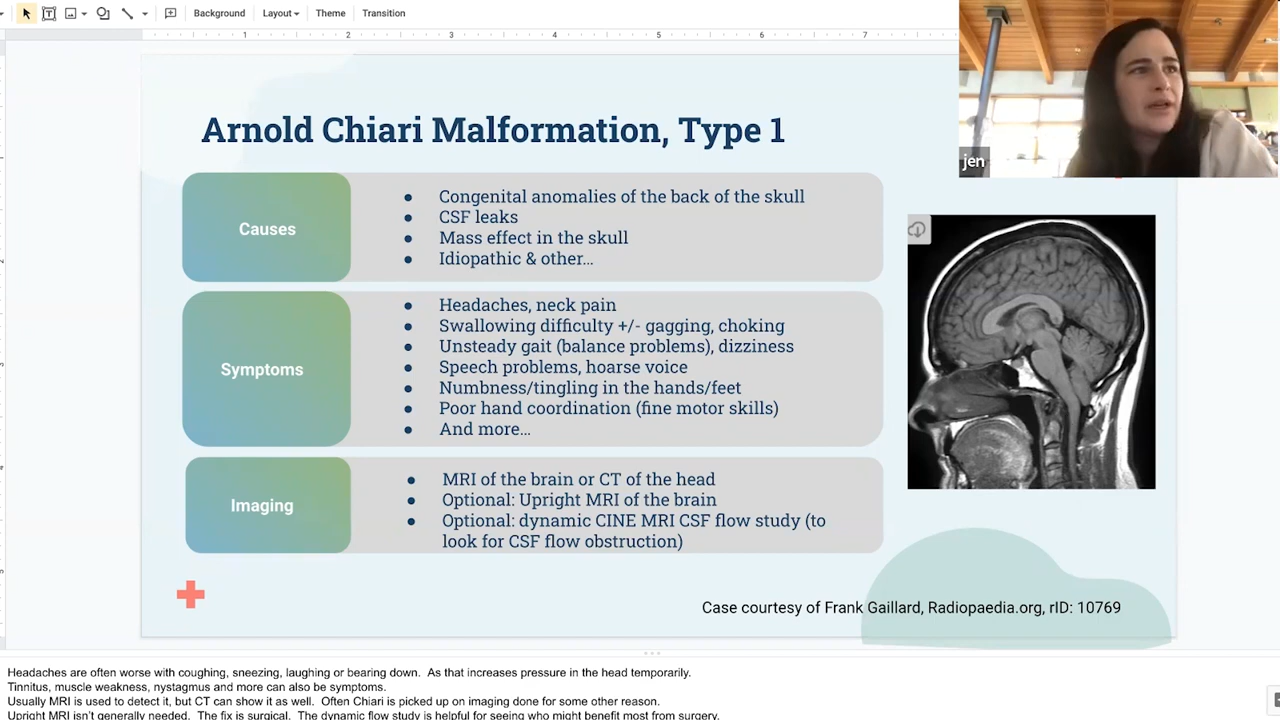 Background Layout Theme Transition
1 2 3 4 5 6 7
jen
Arnold Chiari Malformation, Type 1
Causes
Congenital anomalies of the back of the skull
CSF leaks
Mass effect in the skull
Idiopathic & other...
Symptoms
Headaches, neck pain
Swallowing difficulty +/- gagging, choking
Unsteady gait (balance problems), dizziness
Speech problems, hoarse voice
Numbness/tingling in the hands/feet
Poor hand coordination (fine motor skills)
And more...
Imaging
MRI of the brain or CT of the head
Optional: Upright MRI of the brain
Optional: dynamic CINE MRI CSF flow study (to
look for CSF flow obstruction)
Case courtesy of Frank Gaillard, Radiopaedia.org, rID: 10769
Headaches are often worse with coughing, sneezing, laughing or bearing down. As that increases pressure in the head temporarily.
Tinnitus, muscle weakness, nystagmus and more can also be symptoms.
Usually MRI is used to detect it, but CT can show it as well. Often Chiari is picked up on imaging done for some other reason.
Upright MRI isn't generally needed. The fix is surgical. The dynamic flow study is helpful for seeing who might benefit most from surgery.